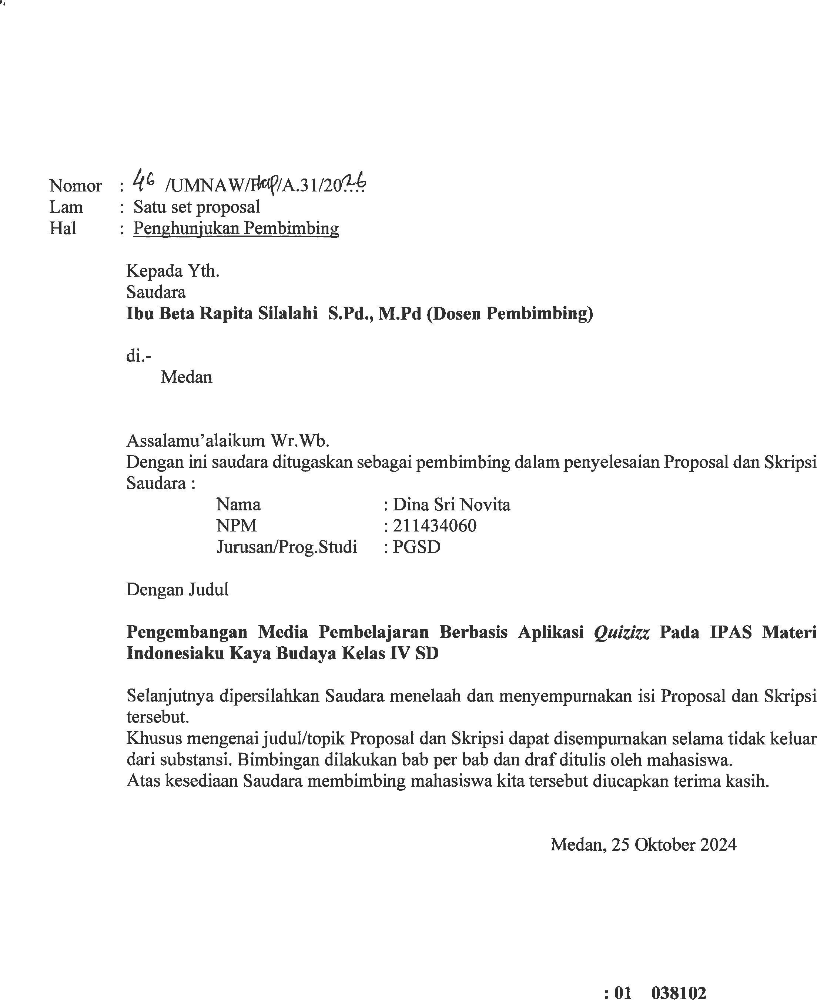 Nomor : 46 /UMNAW/       /A.31/2026
Lam : Satu set proposal
Hal : Penghunjukan Pembimbing
Kepada Yth.
Saudara
Ibu Beta Rapita Silalahi S.Pd., M.Pd (Dosen Pembimbing)
di.-
Medan
Assalamu’alaikum Wr.Wb.
Dengan ini saudara ditugaskan sebagai pembimbing dalam penyelesaian Proposal dan Skripsi
Saudara :
Nama : Dina Sri Novita
NPM : 211434060
Jurusan/Prog.Studi : PGSD
Dengan Judul
Pengembangan Media Pembelajaran Berbasis Aplikasi Quizizz Pada IPAS Materi
Indonesiaku Kaya Budaya Kelas IV SD
Selanjutnya dipersilahkan Saudara menelaah dan menyempurnakan isi Proposal dan Skripsi
tersebut.
Khusus mengenai judul/topik Proposal dan Skripsi dapat disempurnakan selama tidak keluar
dari substansi. Bimbingan dilakukan bab per bab dan draf ditulis oleh mahasiswa.
Atas kesediaan Saudara membimbing mahasiswa kita tersebut diucapkan terima kasih.
Medan, 25 Oktober 2024
: 01 038102